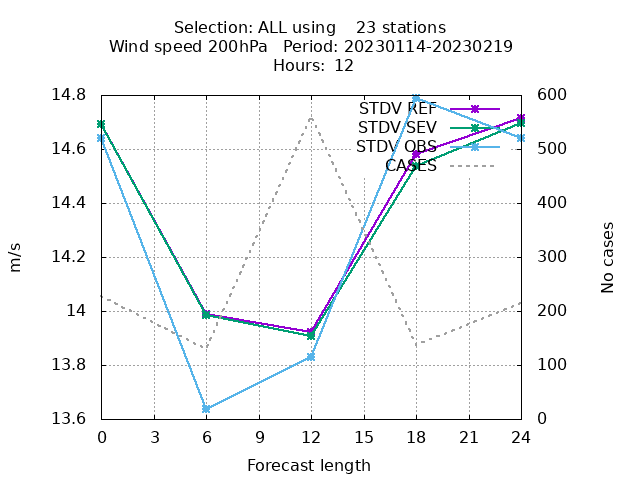 Selection: ALL using    23 stations
Wind speed 200hPa   Period: 20230114-20230219
Hours:  12
STDV REF
STDV SEV
STDV OBS
CASES
14.8
14.6
14.4
14.2
14
13.8
13.6
m/s
600
500
400
300
200
100
0
No cases
0 3 6 9 12 15 18 21 24
Forecast length